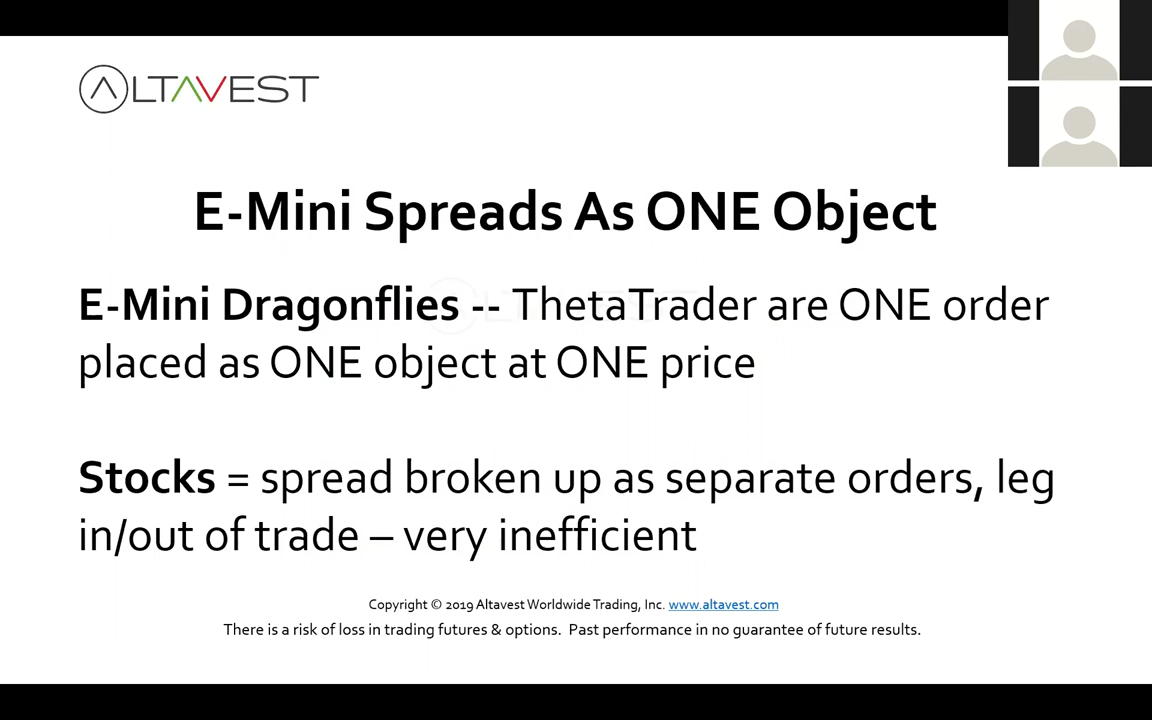 ALTAVEST
E-Mini Spreads As ONE Object
E-Mini Dragonflies -- ThetaTrader are ONE order
placed as ONE object at ONE price
Stocks = spread broken up as separate orders, leg
in/out of trade – very inefficient
Copyright © 2019 Altavest Worldwide Trading, Inc. www.altavest.com
There is a risk of loss in trading futures & options.  Past performance in no guarantee of future results.